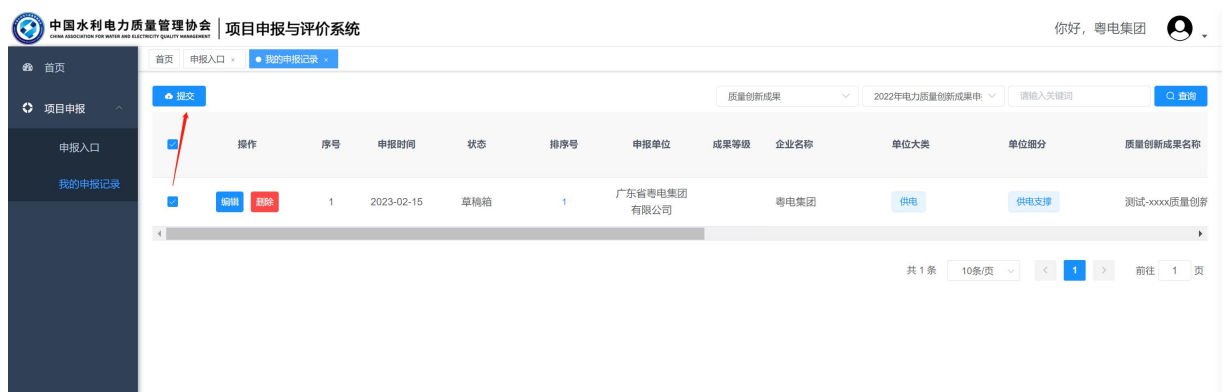 中国水利电力质量管理协会 项目申报与评价系统
CHINA ASSOCIATION FOR WATER AND ELECTRICITY QUALITY MANAGEMENT
你好，粤电集团
首页
项目申报
申报入口
我的申报记录
首页 申报入口 × 我的申报记录 ×
提交 质量创新成果 2022年电力质量创新成果申 请输入关键词 查询
操作 序号 申报时间 状态 排序号 申报单位 成果等级 企业名称 单位大类 单位细分 质量创新成果名称
编辑 删除 1 2023-02-15 草稿箱 1 广东省粤电集团 粤电集团 供电 供电支撑 测试-xxxx质量创新
有限公司
共 1 条 10条/页 < 1 > 前往 1 页